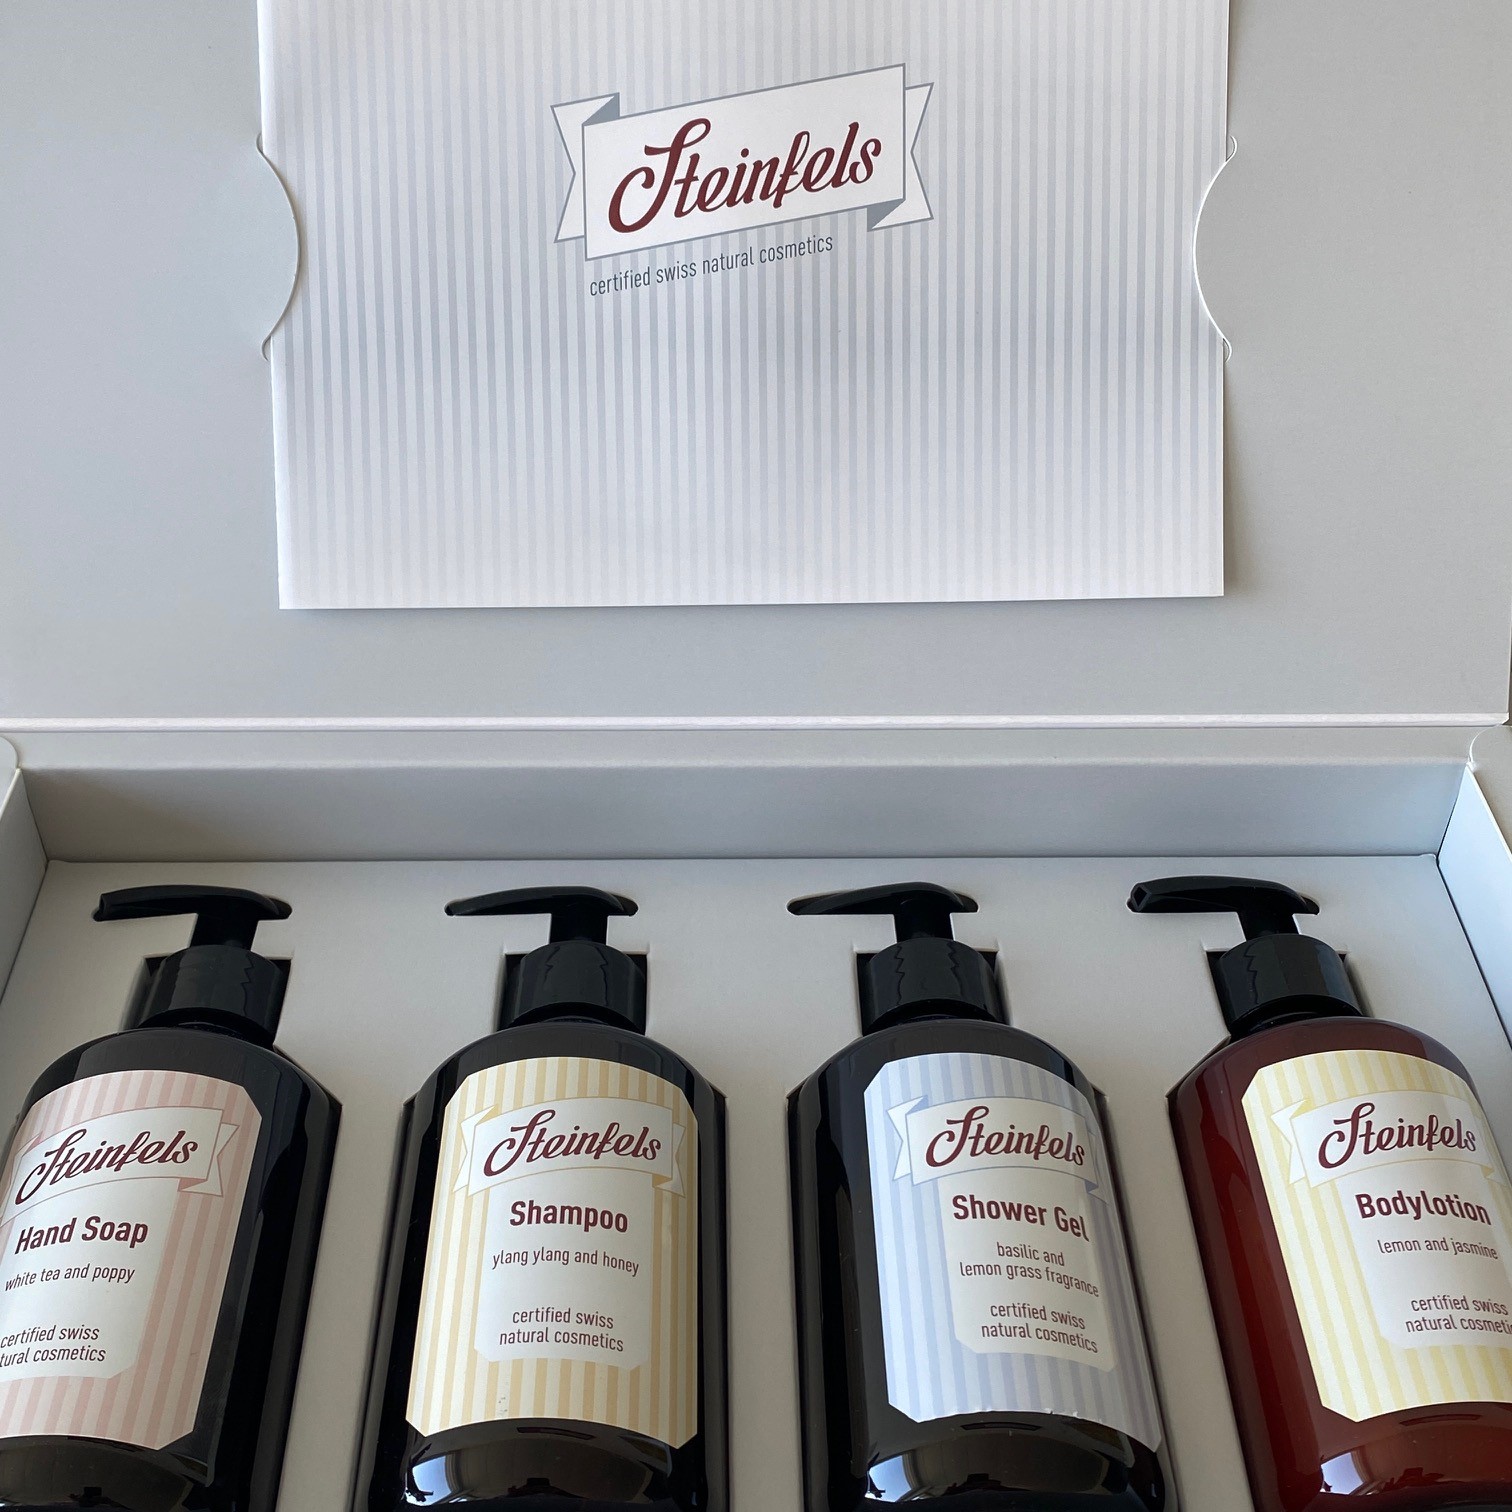 Steinfels
certified swiss natural cosmetics
Steinfels
Hand Soap
white tea and poppy
certified swiss
cosmetics
Steinfels
Shampoo
ylang ylang and honey
certified swiss
natural cosmetics
Steinfels
Shower Gel
basilic and
lemon grass fragrance
certified swiss
natural cosmetics
Steinfels
Bodylotion
lemon and jasmine
certified swiss
natural